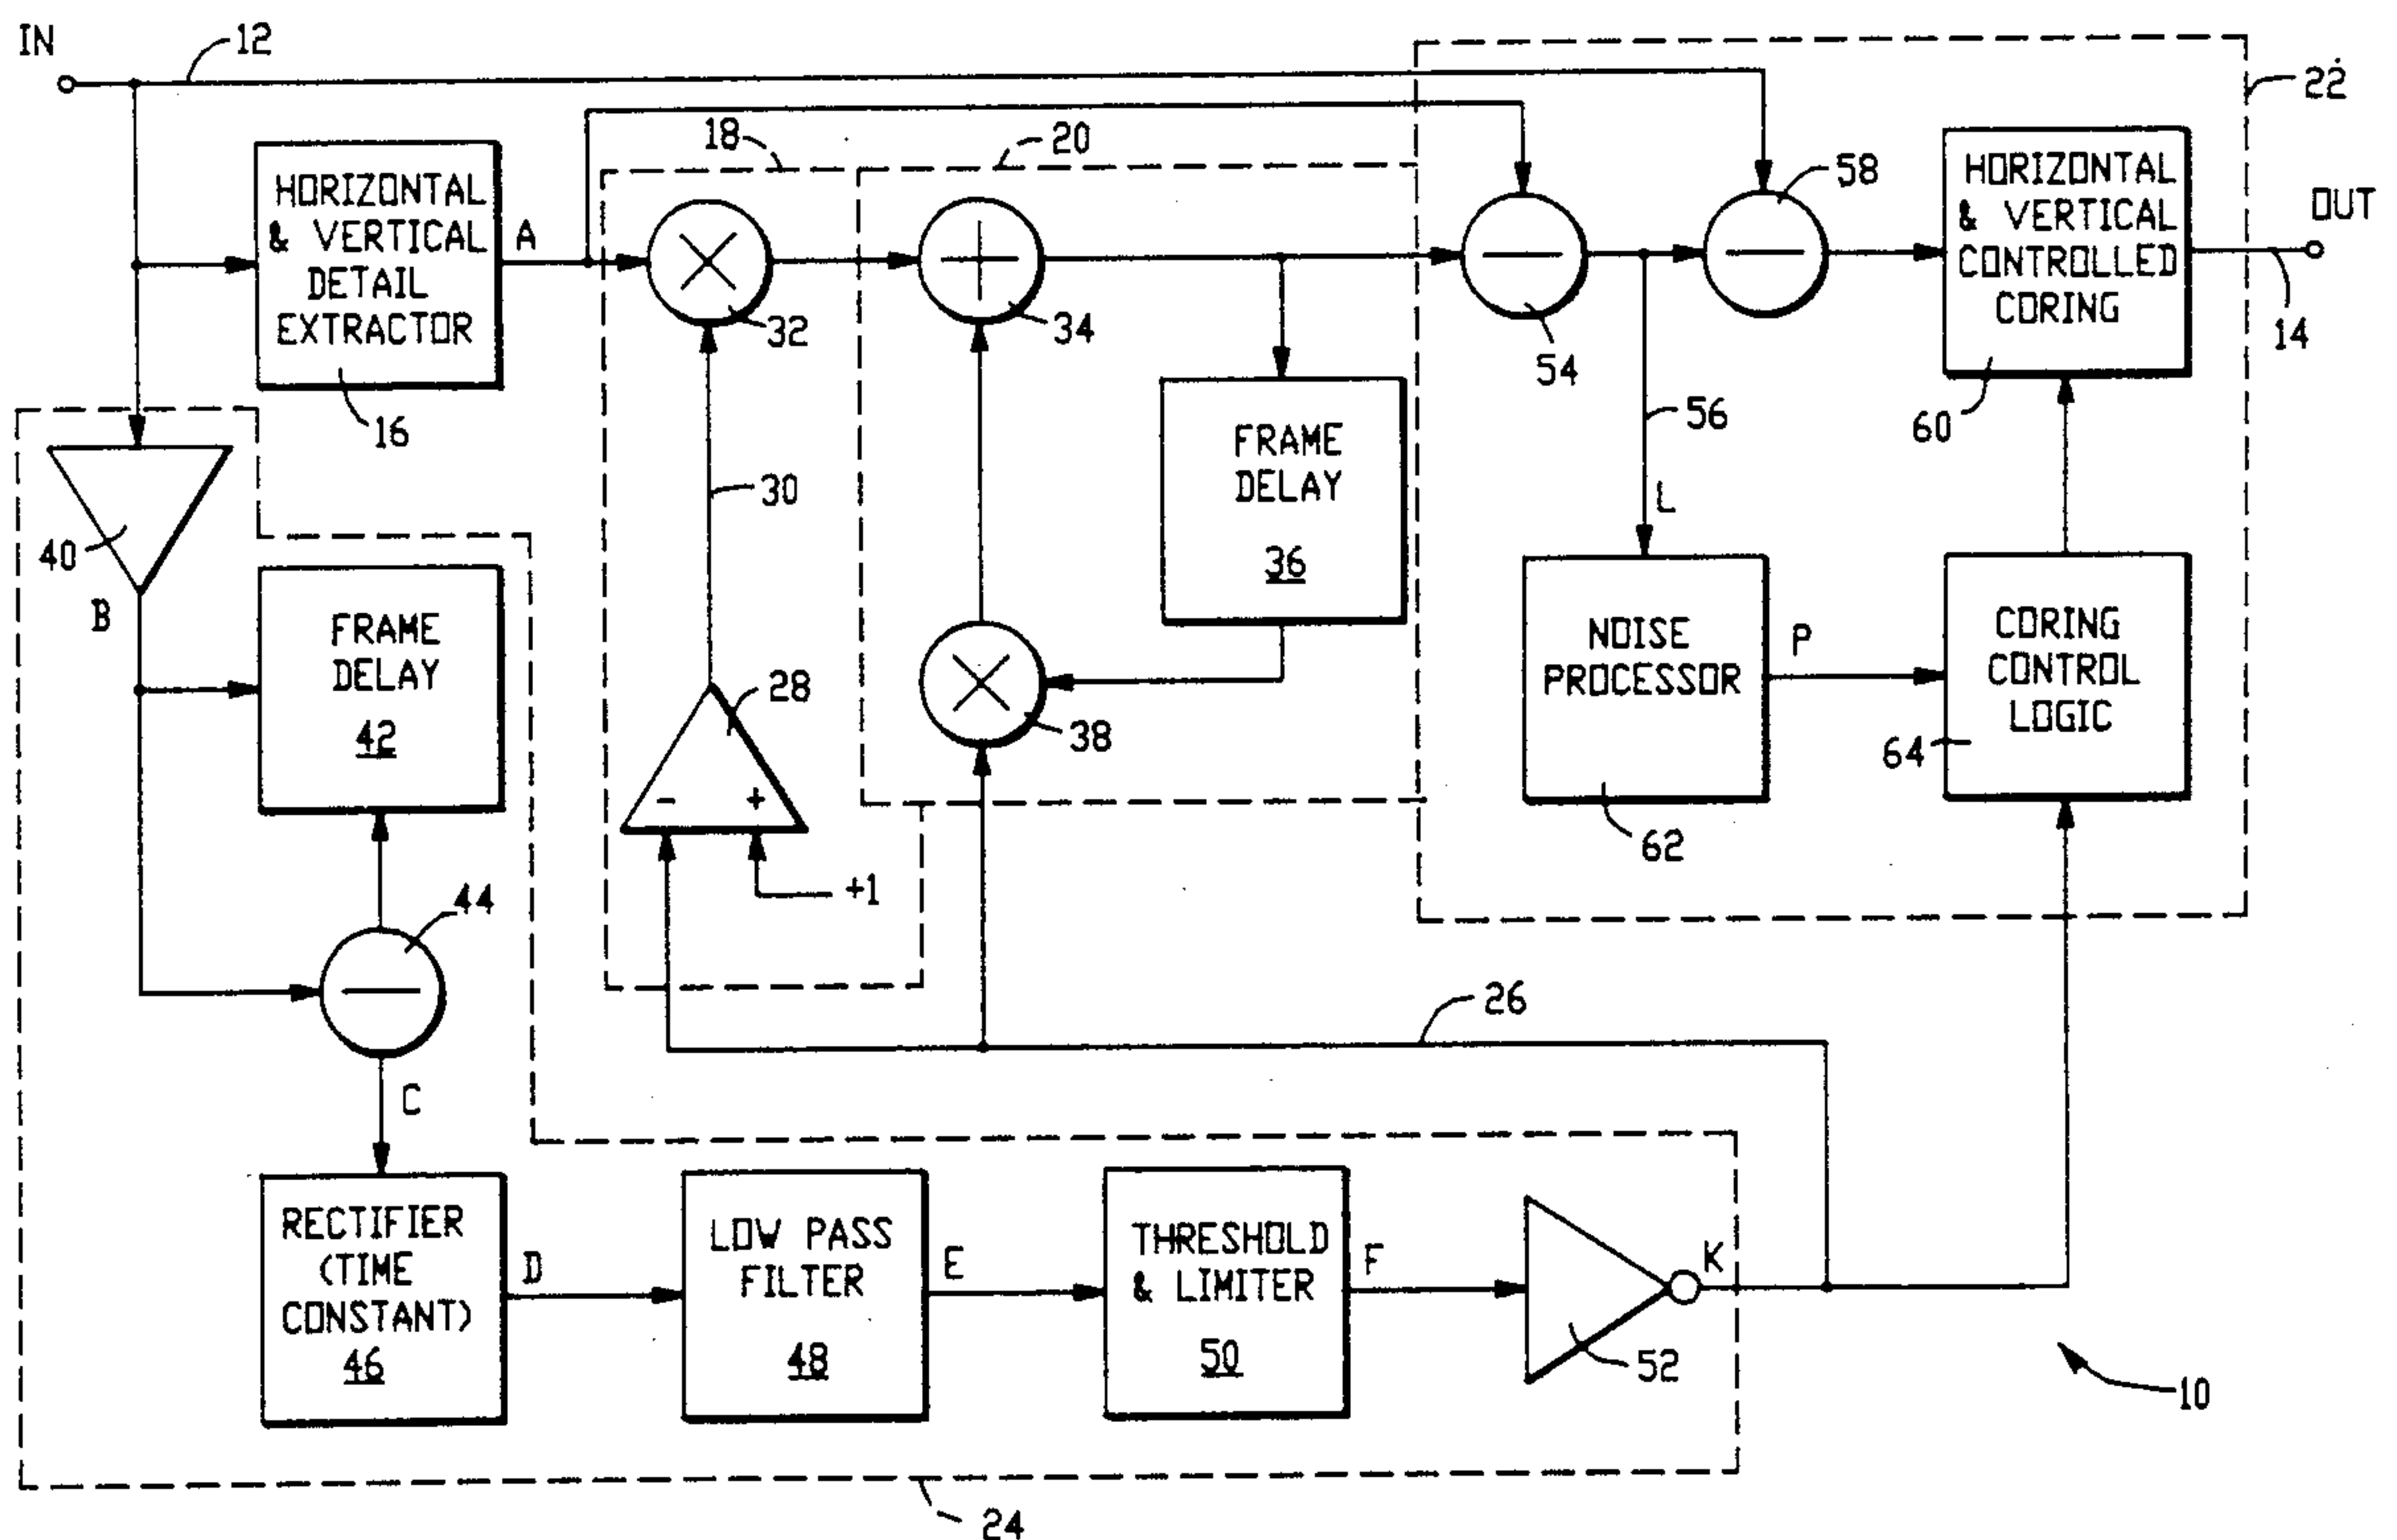 IN
12
22
18
20
HORIZONTAL
& VERTICAL
DETAIL
EXTRACTOR
16
A
32
34
54
58
HORIZONTAL
& VERTICAL
CONTROLLED
CORING
60
OUT
14
40
B
30
FRAME
DELAY
36
56
L
FRAME
DELAY
42
28
- +
+1
38
NOISE
PROCESSOR
62
P
CORING
CONTROL
LOGIC
64
44
C
26
RECTIFIER
(TIME
CONSTANT)
46
D
LOW PASS
FILTER
48
E
THRESHOLD
& LIMITER
50
F
52
K
10
24